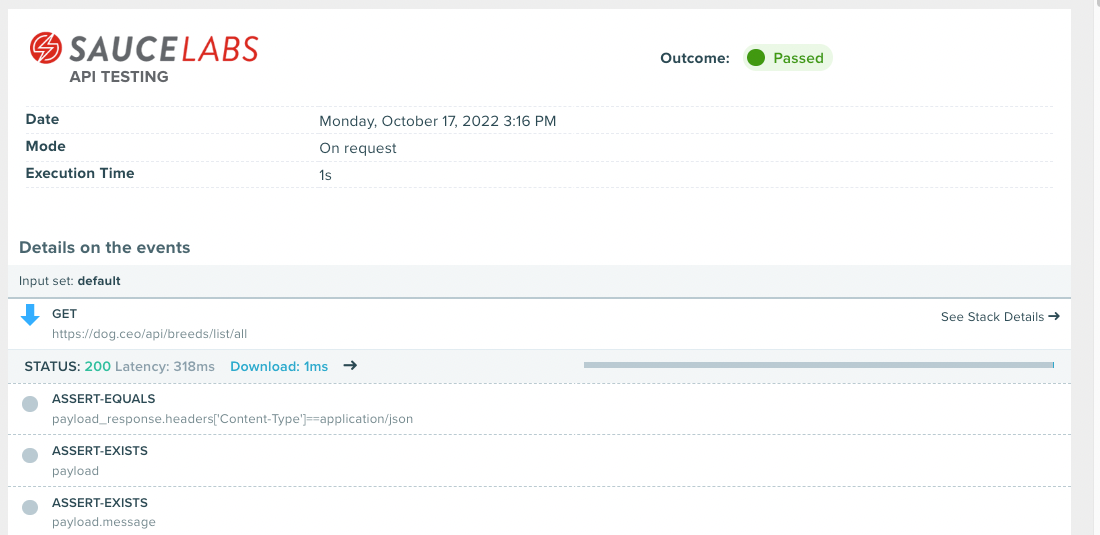 SAUCELABS
API TESTING
Outcome: Passed
Date Monday, October 17, 2022 3:16 PM
Mode On request
Execution Time 1s
Details on the events
Input set: default
GET
https://dog.ceo/api/breeds/list/all
See Stack Details →
STATUS: 200 Latency: 318ms Download: 1ms →
ASSERT-EQUALS
payload_response.headers['Content-Type']==application/json
ASSERT-EXISTS
payload
ASSERT-EXISTS
payload.message